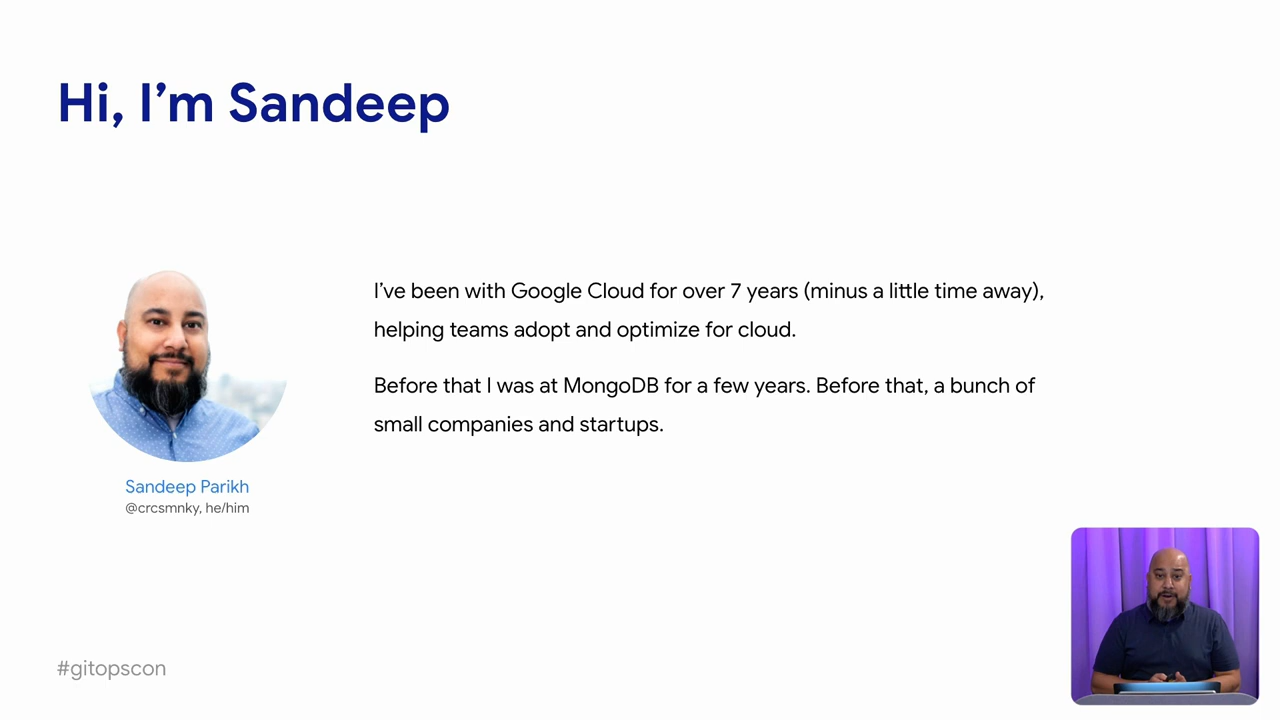 Hi, I’m Sandeep
I’ve been with Google Cloud for over 7 years (minus a little time away),
helping teams adopt and optimize for cloud.
Before that I was at MongoDB for a few years. Before that, a bunch of
small companies and startups.
Sandeep Parikh
@crcsmnky, he/him
#gitopscon